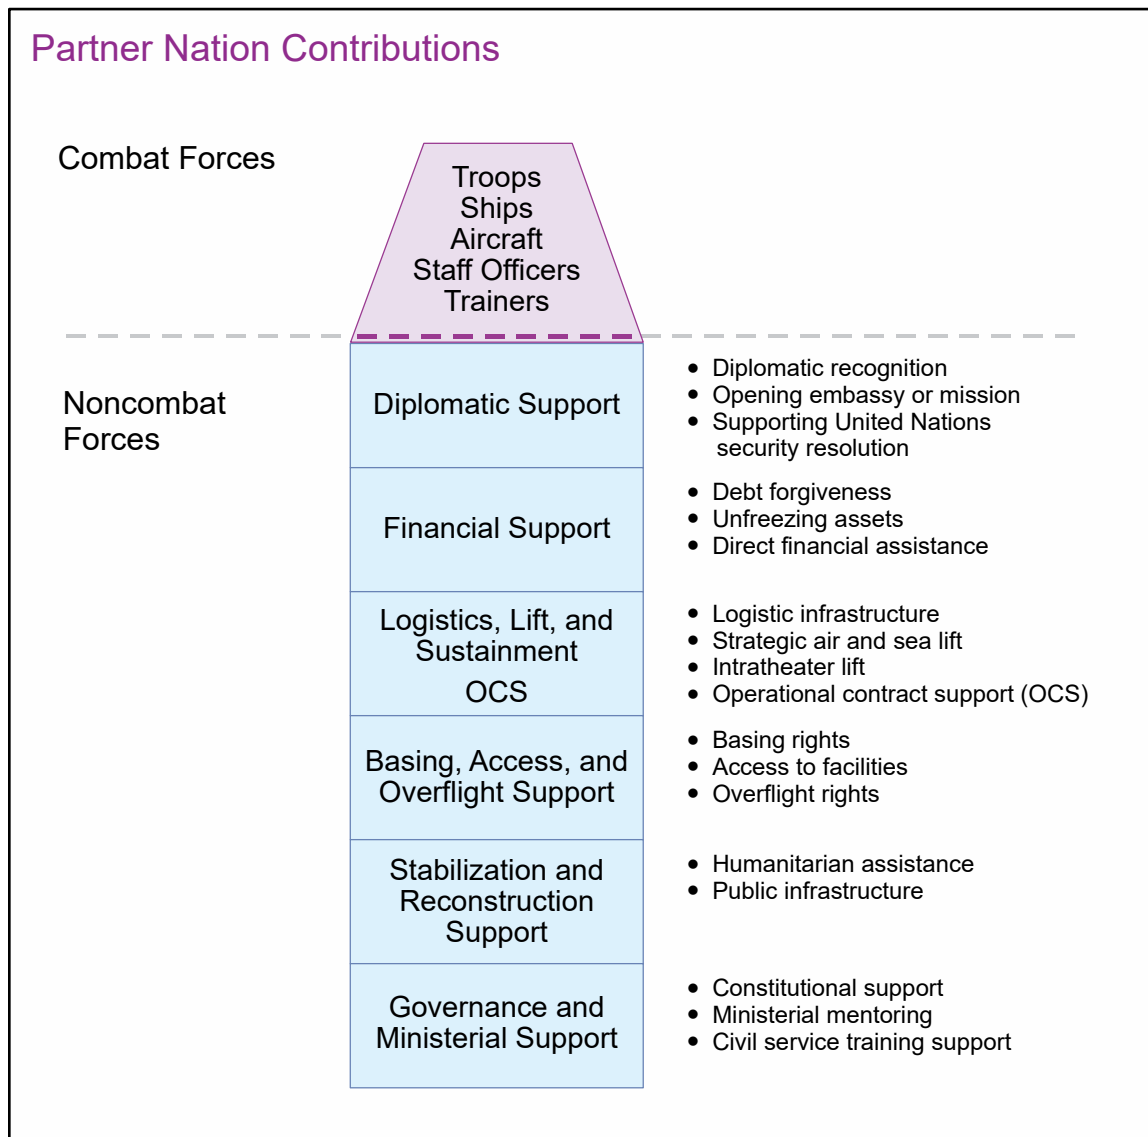 Partner Nation Contributions
Combat Forces
Troops
Ships
Aircraft
Staff Officers
Trainers
Noncombat
Forces
Diplomatic Support
• Diplomatic recognition
• Opening embassy or mission
• Supporting United Nations
security resolution
Financial Support
• Debt forgiveness
• Unfreezing assets
• Direct financial assistance
Logistics, Lift, and
Sustainment
OCS
• Logistic infrastructure
• Strategic air and sea lift
• Intratheater lift
• Operational contract support (OCS)
Basing, Access, and
Overflight Support
• Basing rights
• Access to facilities
• Overflight rights
Stabilization and
Reconstruction
Support
• Humanitarian assistance
• Public infrastructure
Governance and
Ministerial Support
• Constitutional support
• Ministerial mentoring
• Civil service training support